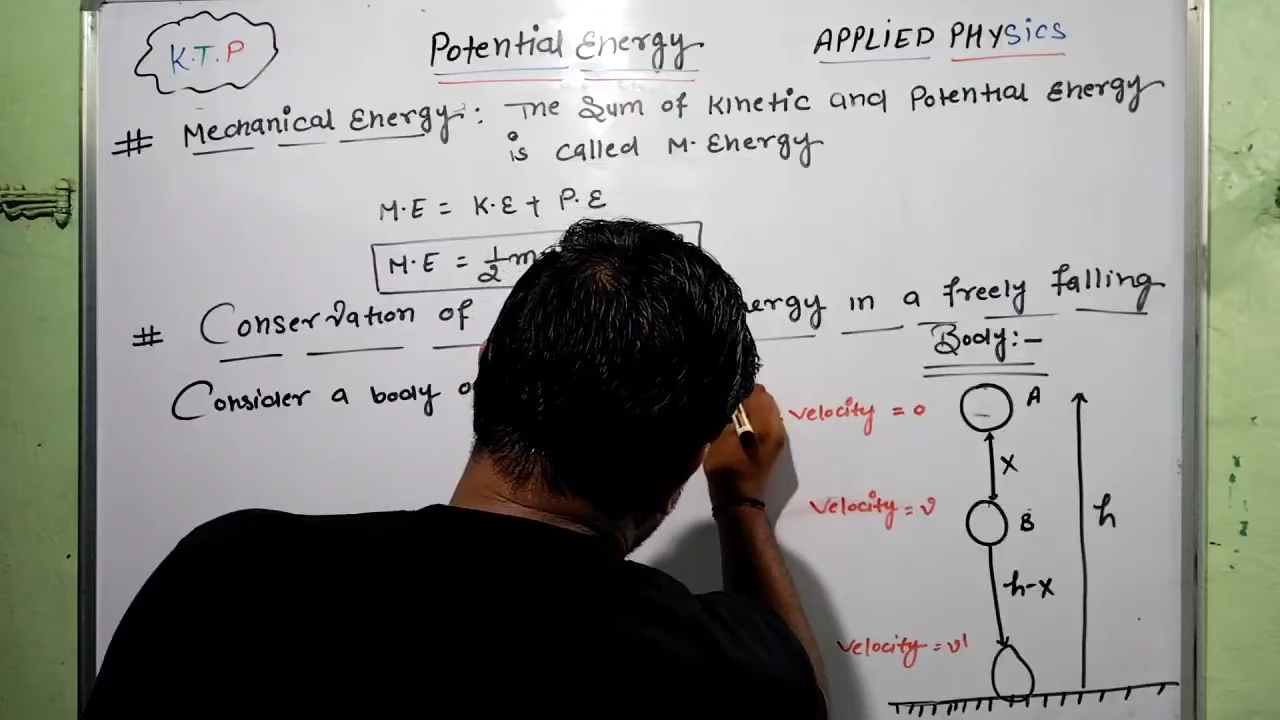 K.T.P
Potential Energy
APPLIED PHYSICS
# Mechanical Energy: The Sum of Kinetic and Potential Energy
is called M. Energy
M.E = K.E + P.E
M.E = 1/2 m
# Conservation of ergy in a freely falling
Body:-
Consider a body
Velocity = 0
A
x
Velocity = v
B
h
h-x
Velocity = v'